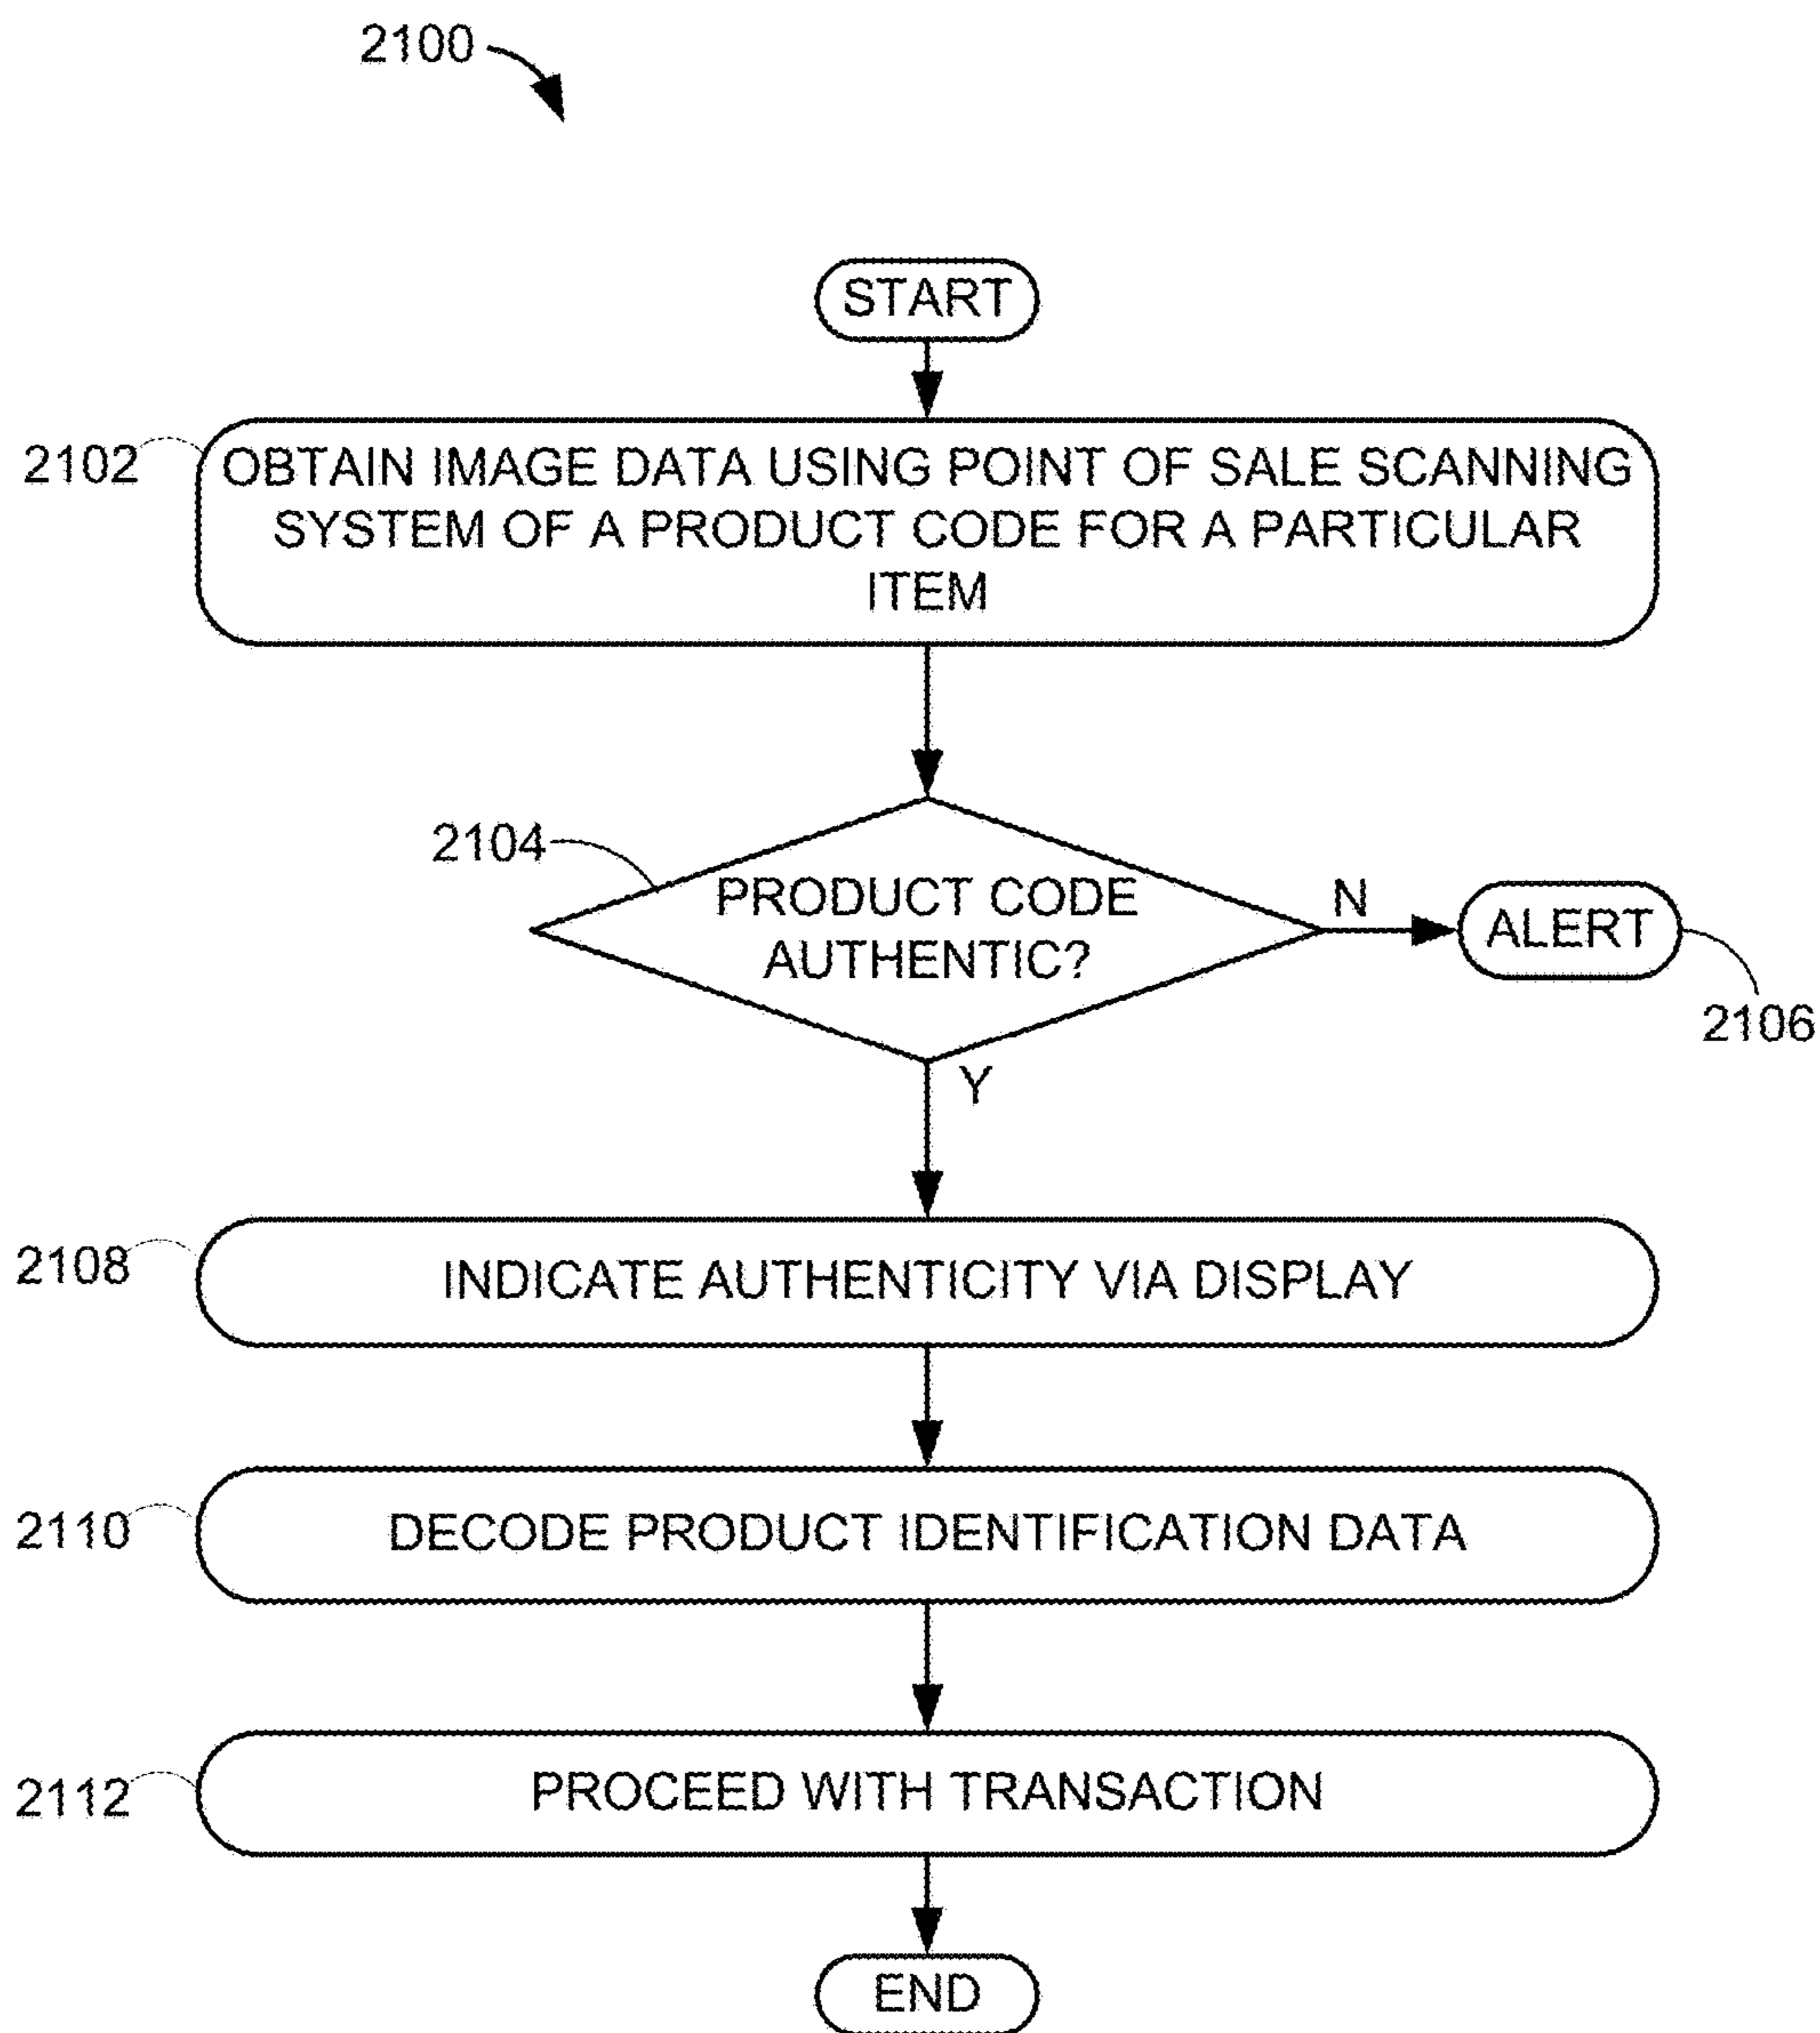 2100
START
2102
OBTAIN IMAGE DATA USING POINT OF SALE SCANNING
SYSTEM OF A PRODUCT CODE FOR A PARTICULAR
ITEM
2104
PRODUCT CODE
AUTHENTIC?
N
ALERT
2106
Y
2108
INDICATE AUTHENTICITY VIA DISPLAY
2110
DECODE PRODUCT IDENTIFICATION DATA
2112
PROCEED WITH TRANSACTION
END